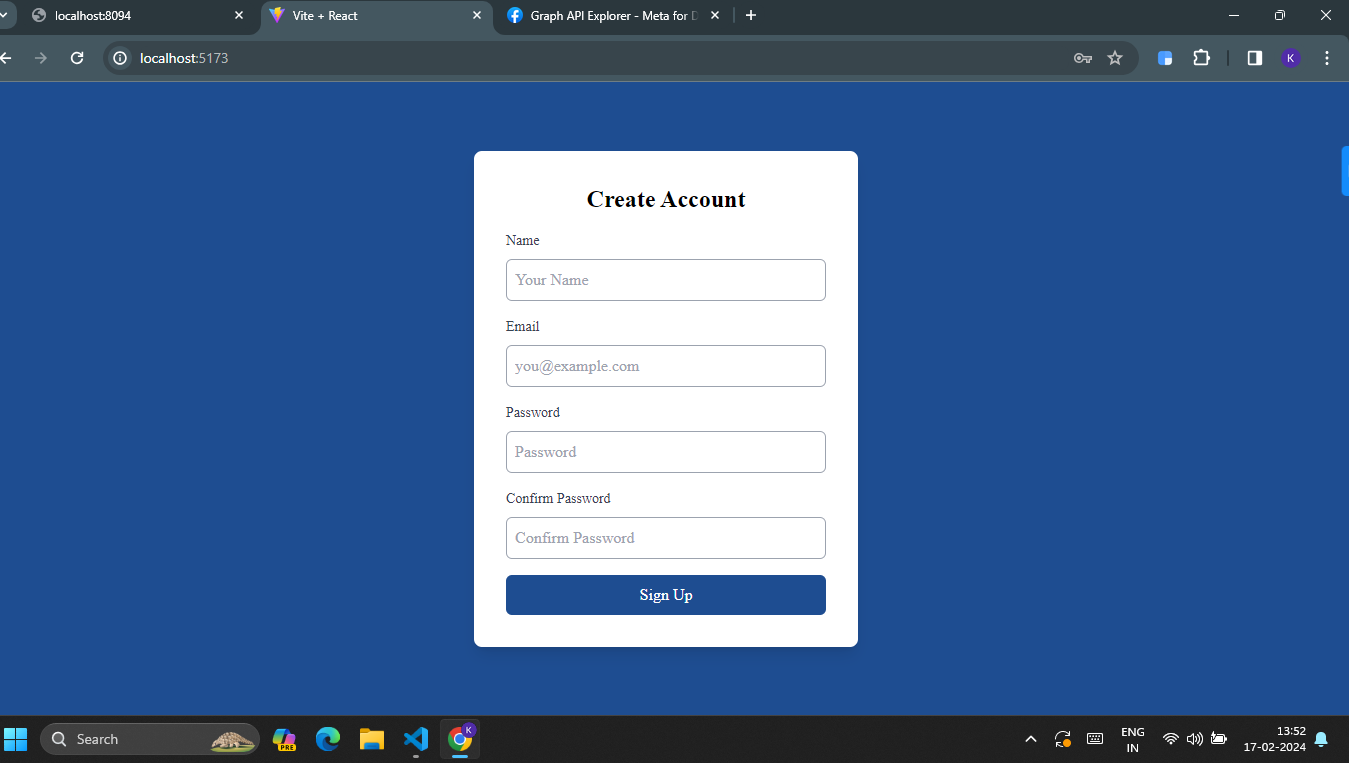 localhost:8094
Vite + React
Graph API Explorer - Meta for D
localhost:5173
K
Create Account
Name
Your Name
Email
you@example.com
Password
Password
Confirm Password
Confirm Password
Sign Up
Search
PRE
K
ENG
IN
13:52
17-02-2024